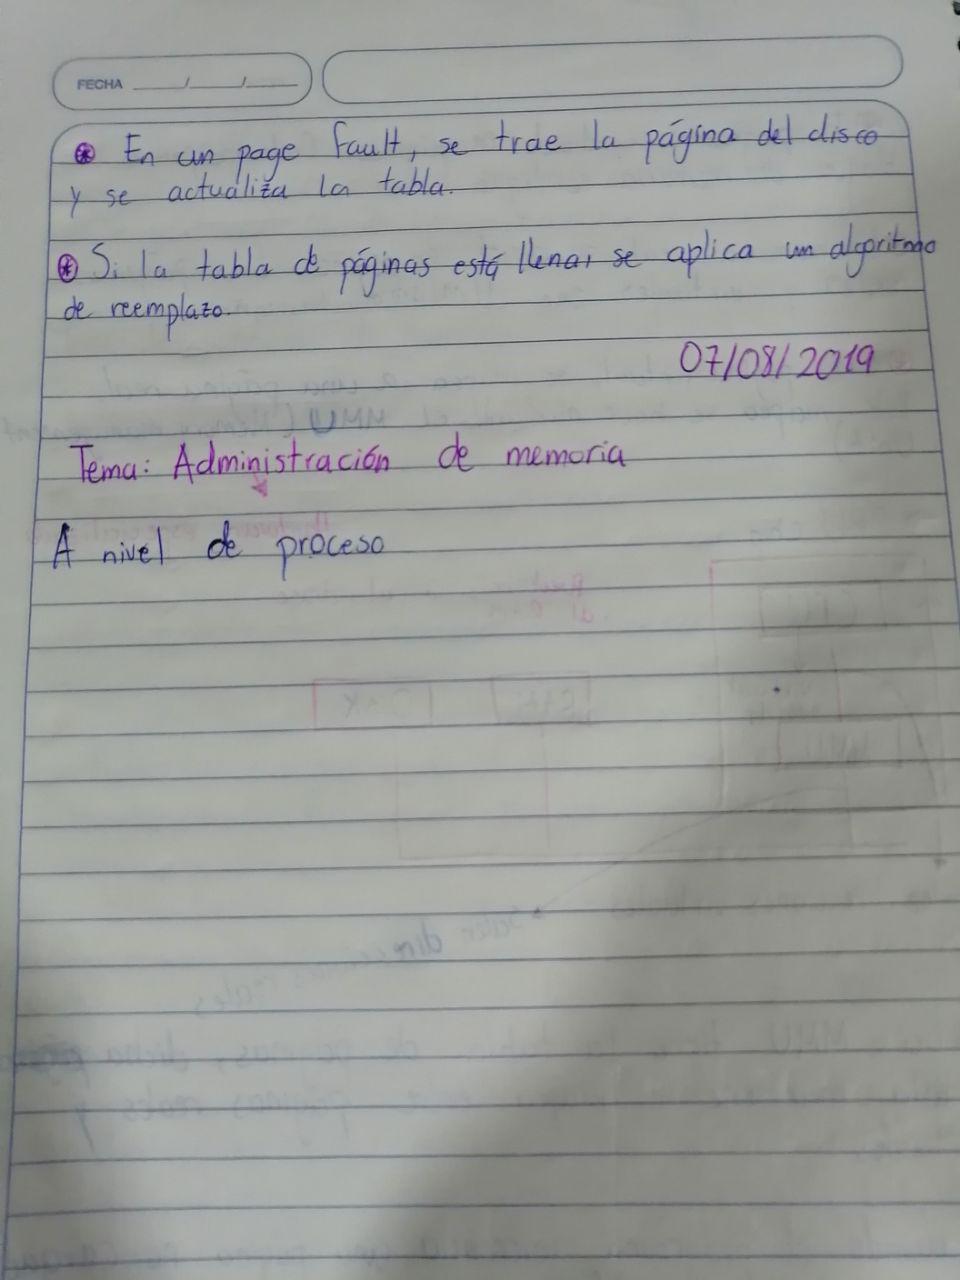 FECHA ___/___/___
⊛ En un page fault, se trae la página del disco
y se actualiza la tabla.
⊛ Si la tabla de páginas está llena, se aplica un algoritmo
de reemplazo.
07/08/2019
Tema: Administración de memoria
A nivel de proceso